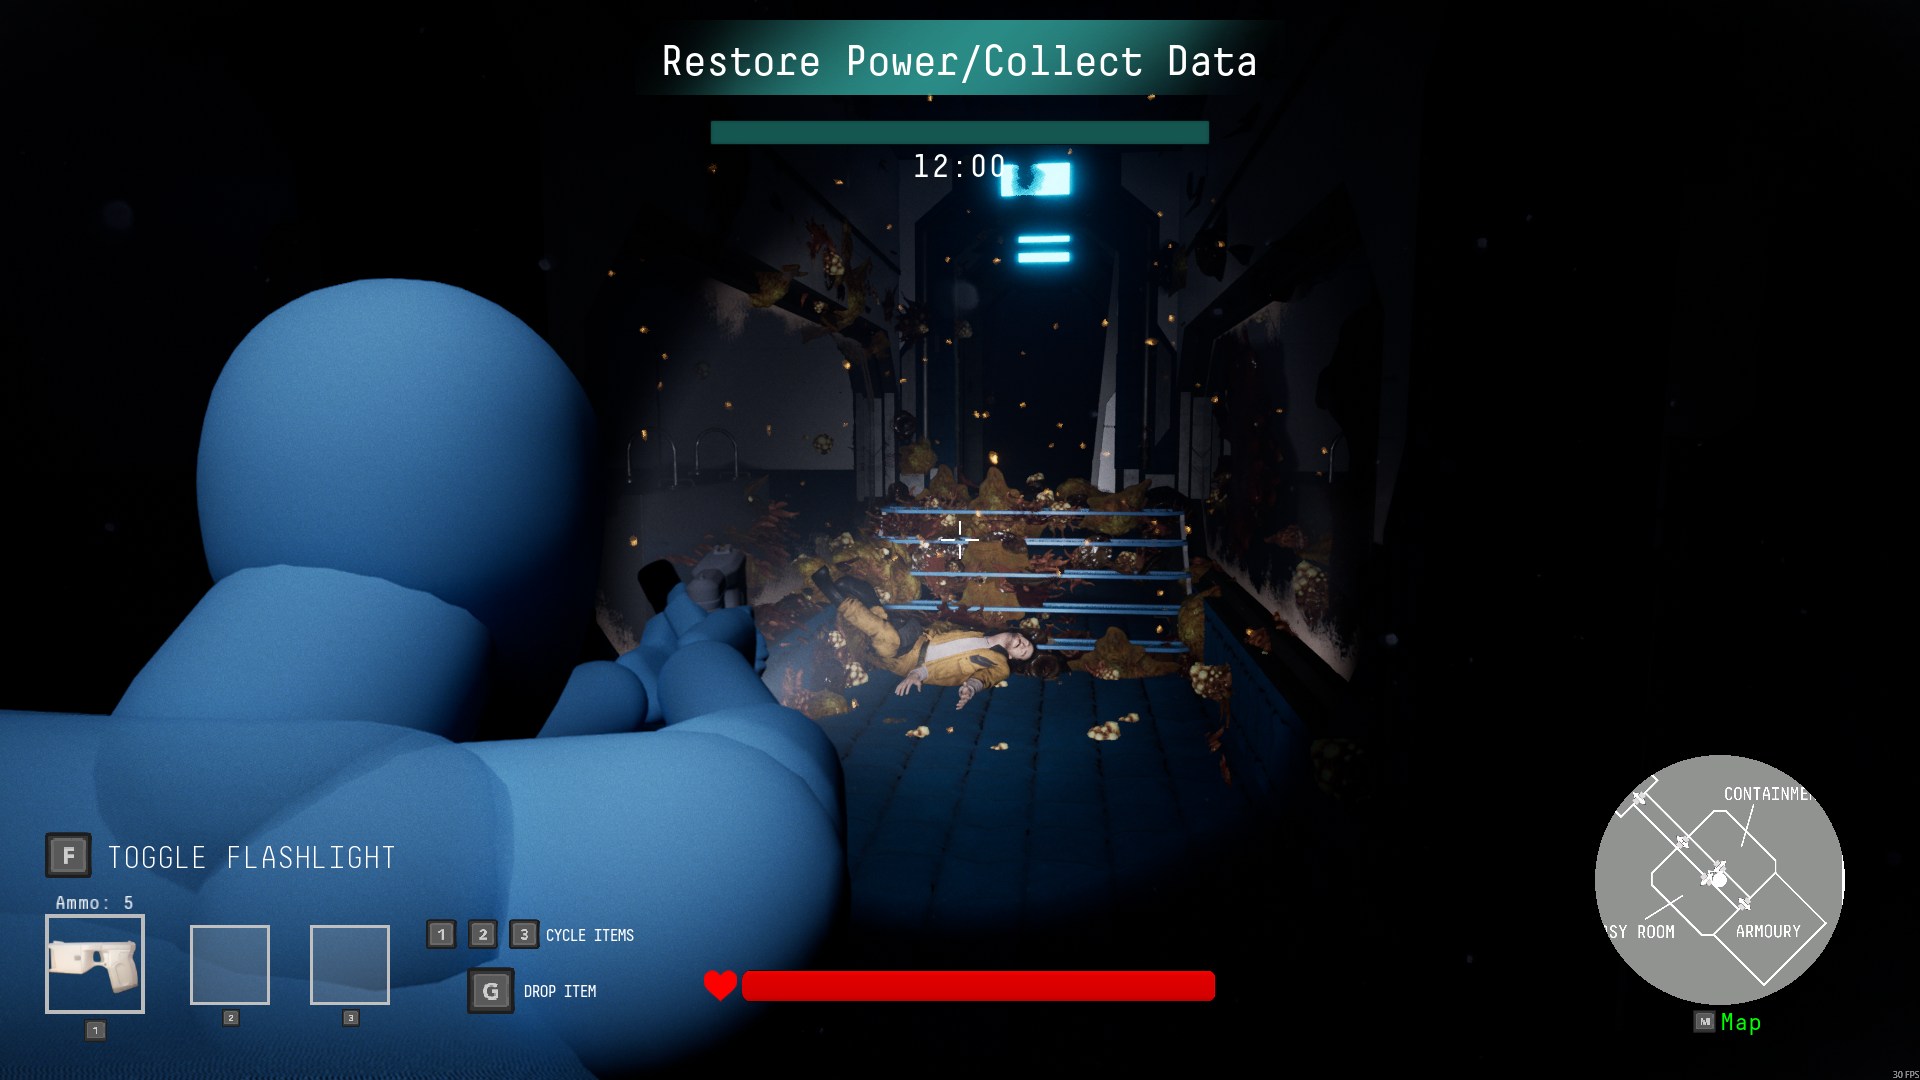 Restore Power/Collect Data
12:00
CONTAINME
F TOGGLE FLASHLIGHT
Ammo: 5
SY ROOM
ARMOURY
1 2 3 CYCLE ITEMS
G DROP ITEM
1
2
3
M Map
30 FPS